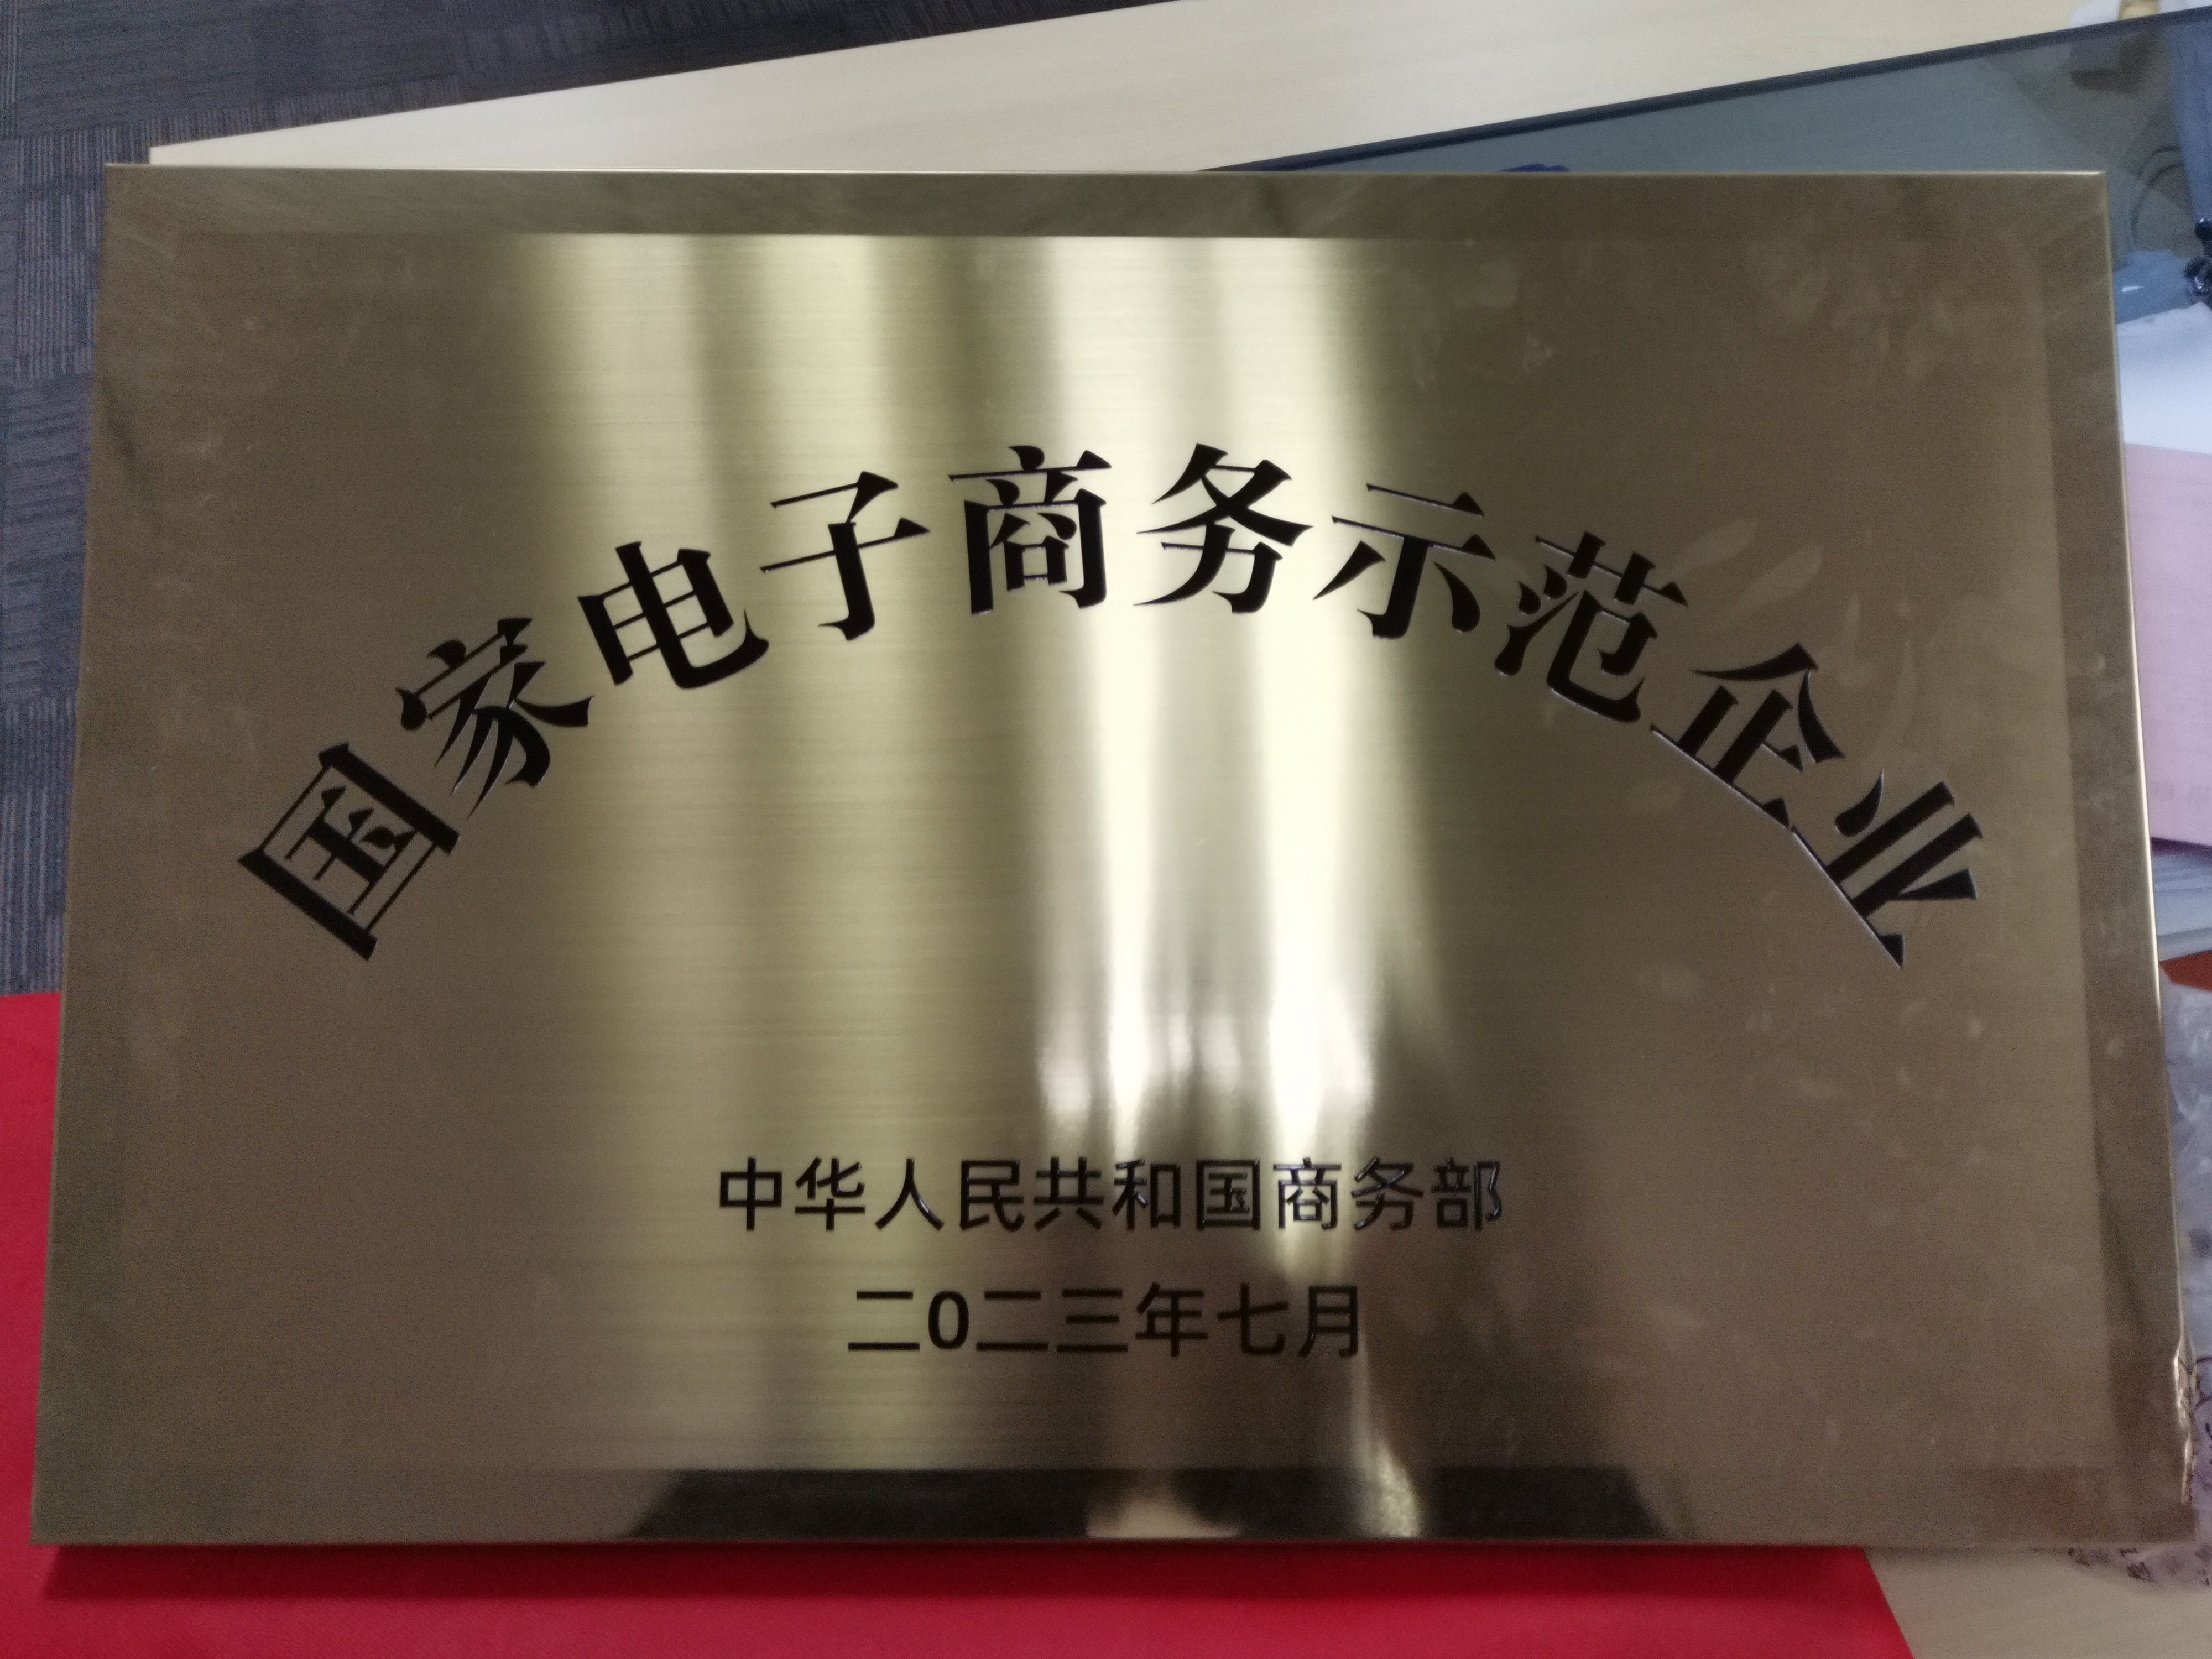 国家电子商务示范企业
中华人民共和国商务部
二0二三年七月